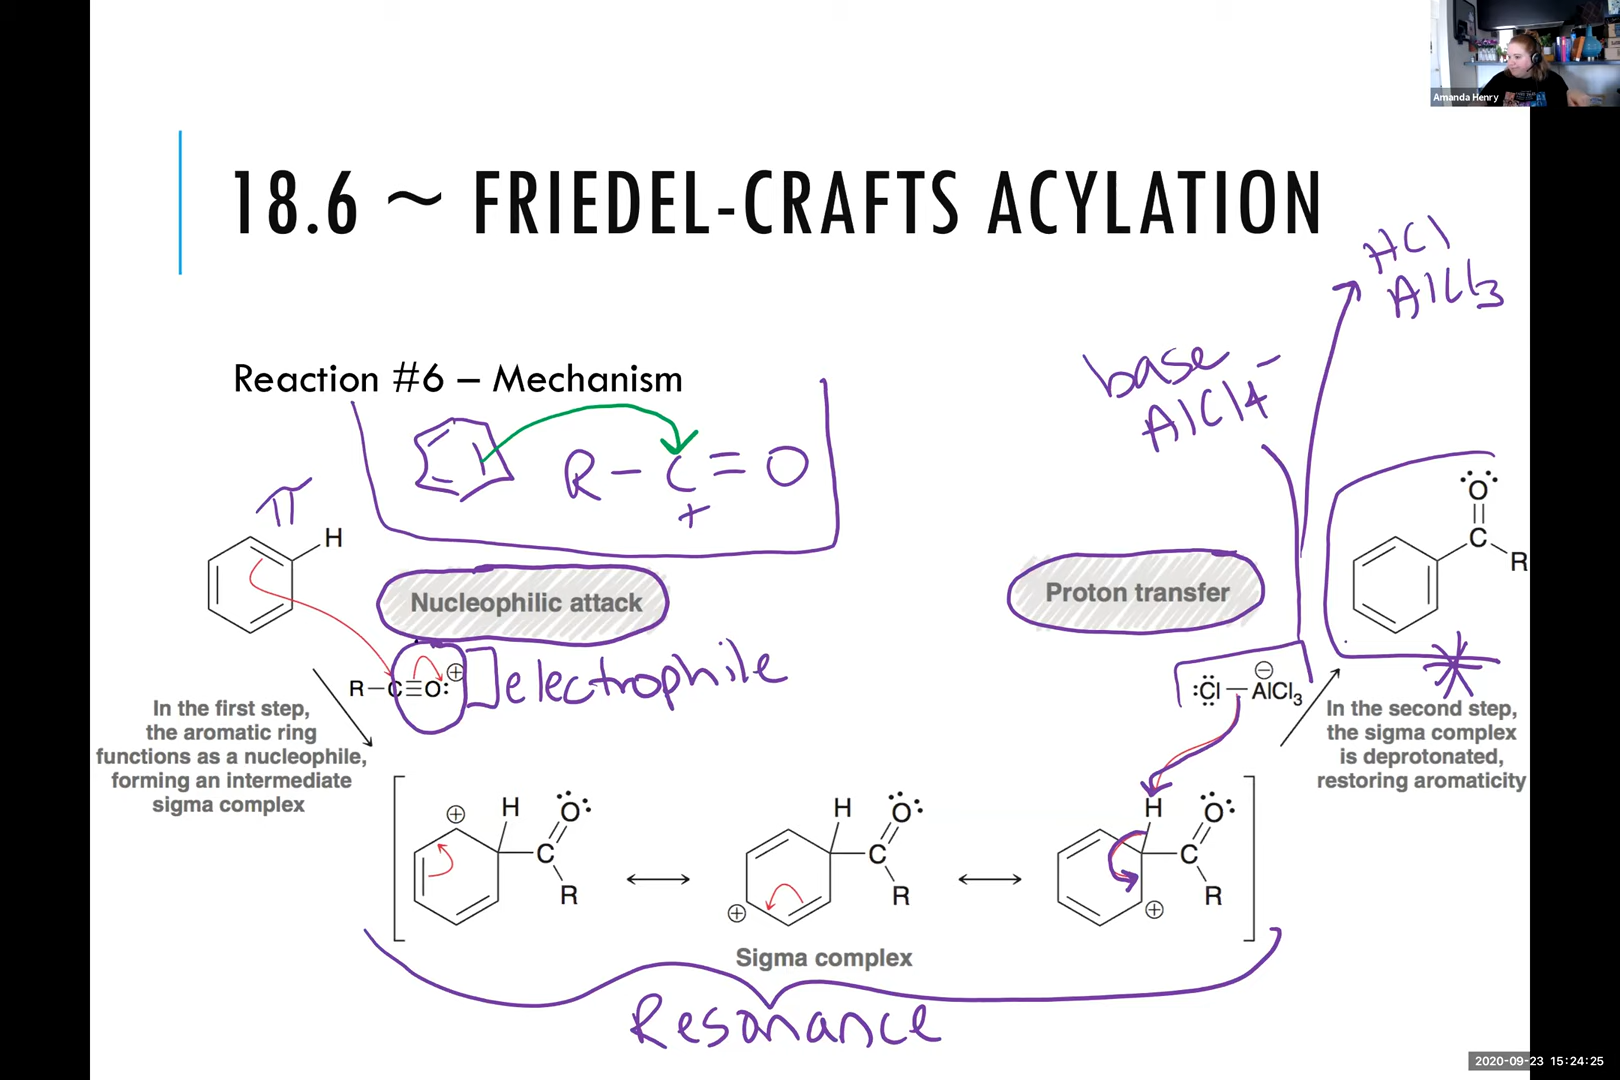 Amanda Henry
18.6 ~ FRIEDEL-CRAFTS ACYLATION
HCl
AlCl3
Reaction #6 – Mechanism
base
AlCl4-
R - C = O
+
π
H
Nucleophilic attack
Proton transfer
:O:
C
R
R-C≡O: ⊕
electrophile
:Cl — AlCl3 ⊖
In the first step,
the aromatic ring
functions as a nucleophile,
forming an intermediate
sigma complex
In the second step,
the sigma complex
is deprotonated,
restoring aromaticity
⊕ H O: C R
⊕ H O: C R
⊕ H O: C R
Sigma complex
Resonance
2020-09-23 15:24:25